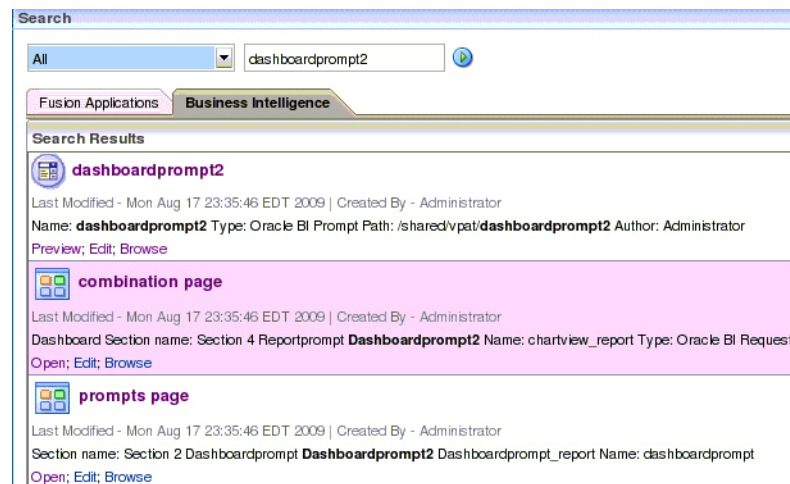 Search
All dashboardprompt2
Fusion Applications Business Intelligence
Search Results
dashboardprompt2
Last Modified - Mon Aug 17 23:35:46 EDT 2009 | Created By - Administrator
Name: dashboardprompt2 Type: Oracle BI Prompt Path: /shared/vpat/dashboardprompt2 Author: Administrator
Preview; Edit; Browse
combination page
Last Modified - Mon Aug 17 23:35:46 EDT 2009 | Created By - Administrator
Dashboard Section name: Section 4 Reportprompt Dashboardprompt2 Name: chartview_report Type: Oracle BI Request
Open; Edit; Browse
prompts page
Last Modified - Mon Aug 17 23:35:46 EDT 2009 | Created By - Administrator
Section name: Section 2 Dashboardprompt Dashboardprompt2 Dashboardprompt_report Name: dashboardprompt
Open; Edit; Browse